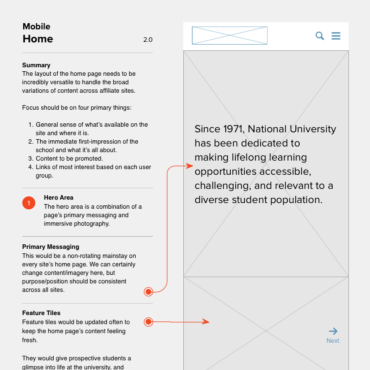 Mobile
Home
2.0
Summary
The layout of the home page needs to be
incredibly versatile to handle the broad
variations of content across affiliate sites.
Focus should be on four primary things:
1. General sense of what's available on the
site and where it is.
2. The immediate first-impression of the
school and what it's all about.
3. Content to be promoted.
4. Links of most interest based on each user
group.
1
Hero Area
The hero area is a combination of a
page's primary messaging and
immersive photography.
Primary Messaging
This would be a non-rotating mainstay on
every site's home page. We can certainly
change content/imagery here, but
purpose/position should be consistent
across all sites.
Feature Tiles
Feature tiles would be updated often to
keep the home page's content feeling
fresh.
They would give prospective students a
glimpse into life at the university, and
Since 1971, National University
has been dedicated to
making lifelong learning
opportunities accessible,
challenging, and relevant to a
diverse student population.
Next